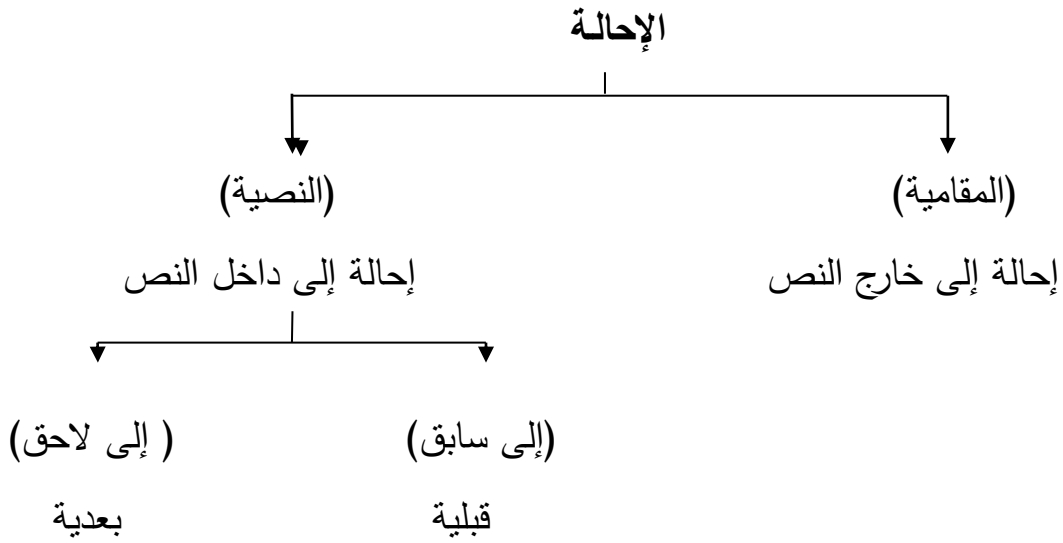 الإحالة
(المقامية)
(النصية)
إحالة إلى خارج النص
إحالة إلى داخل النص
(إلى سابق)
( إلى لاحق)
قبلية
بعدية